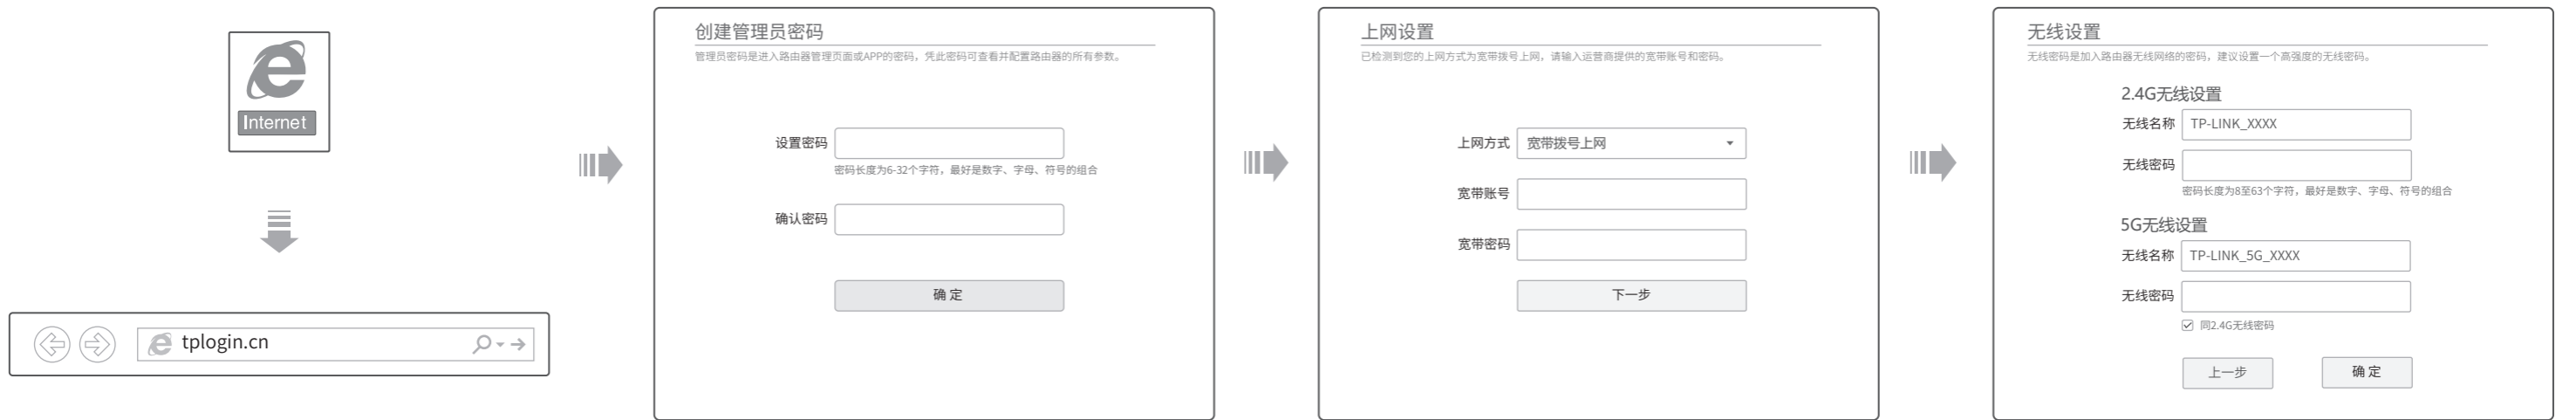 Internet
tplogin.cn
创建管理员密码
管理员密码是进入路由器管理页面或APP的密码，凭此密码可查看并配置路由器的所有参数。
设置密码
密码长度为6-32个字符，最好是数字、字母、符号的组合
确认密码
确 定
上网设置
已检测到您的上网方式为宽带拨号上网，请输入运营商提供的宽带账号和密码。
上网方式 宽带拨号上网
宽带账号
宽带密码
下一步
无线设置
无线密码是加入路由器无线网络的密码，建议设置一个高强度的无线密码。
2.4G无线设置
无线名称 TP-LINK_XXXX
无线密码
密码长度为8至63个字符，最好是数字、字母、符号的组合
5G无线设置
无线名称 TP-LINK_5G_XXXX
无线密码
同2.4G无线密码
上一步 确 定